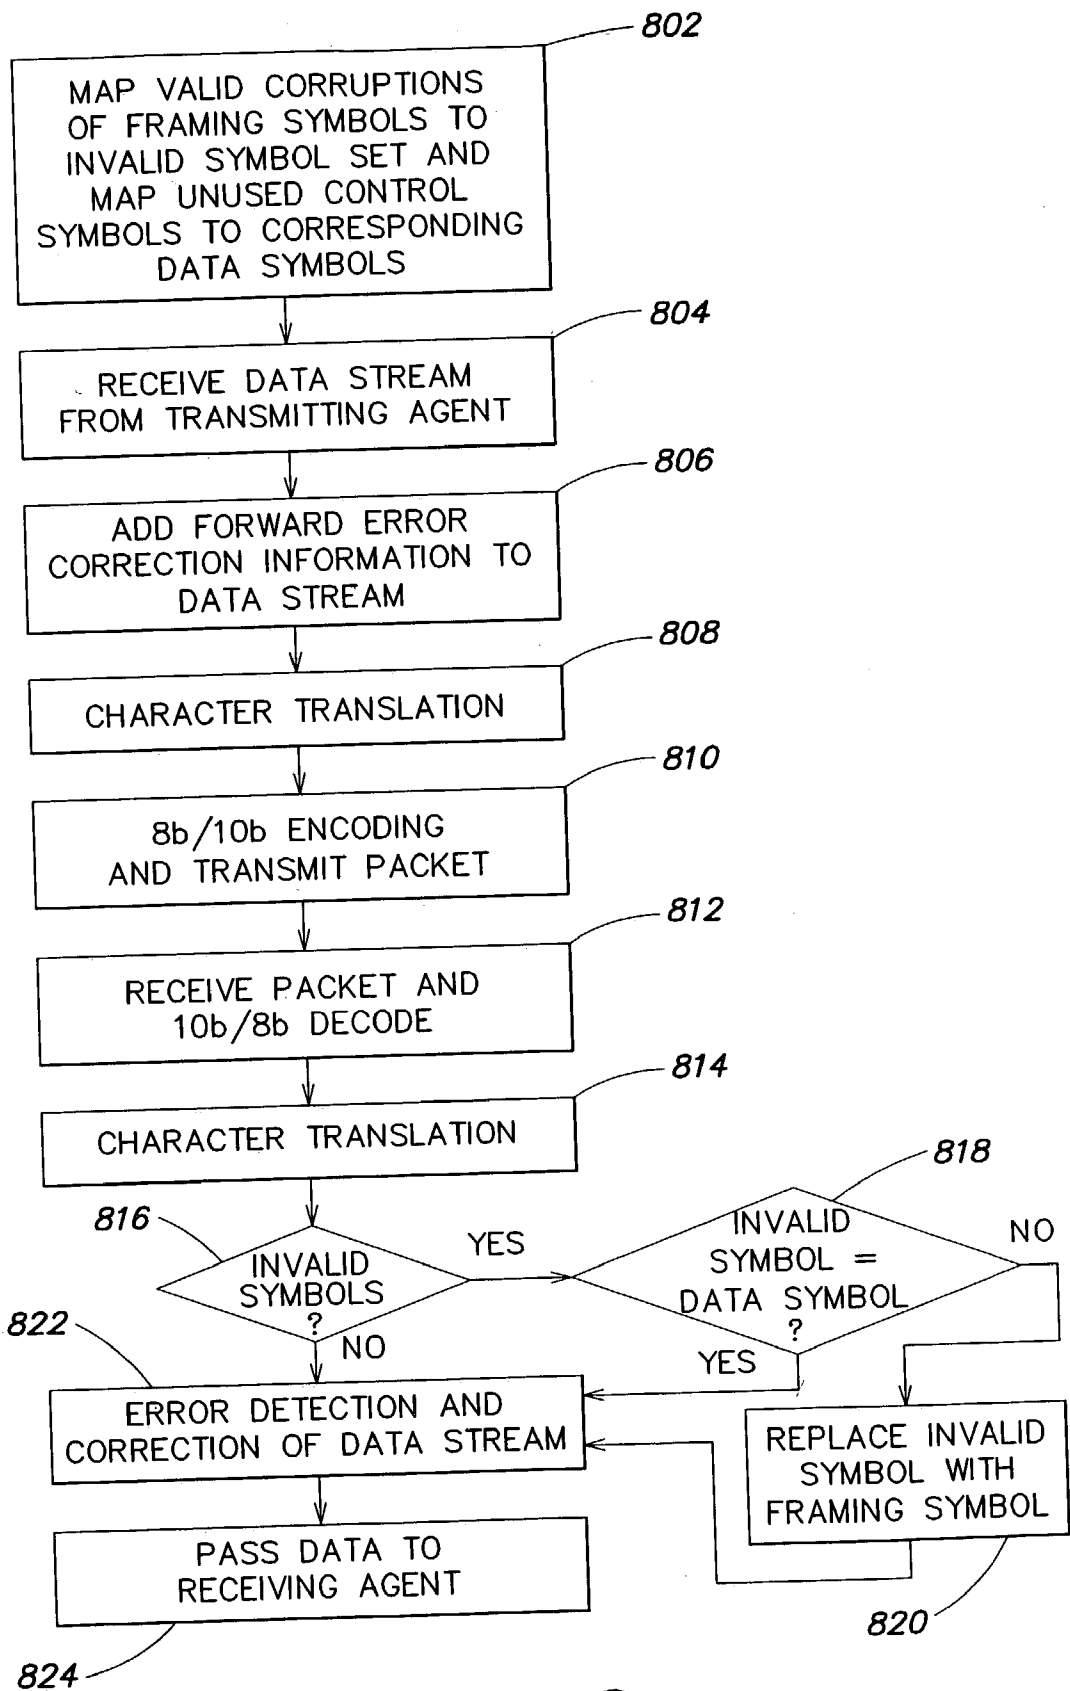 802
MAP VALID CORRUPTIONS
OF FRAMING SYMBOLS TO
INVALID SYMBOL SET AND
MAP UNUSED CONTROL
SYMBOLS TO CORRESPONDING
DATA SYMBOLS
804
RECEIVE DATA STREAM
FROM TRANSMITTING AGENT
806
ADD FORWARD ERROR
CORRECTION INFORMATION TO
DATA STREAM
808
CHARACTER TRANSLATION
810
8b/10b ENCODING
AND TRANSMIT PACKET
812
RECEIVE PACKET AND
10b/8b DECODE
814
CHARACTER TRANSLATION
816
INVALID
SYMBOLS
?
YES
NO
818
INVALID
SYMBOL =
DATA SYMBOL
?
NO
YES
822
ERROR DETECTION AND
CORRECTION OF DATA STREAM
REPLACE INVALID
SYMBOL WITH
FRAMING SYMBOL
820
PASS DATA TO
RECEIVING AGENT
824